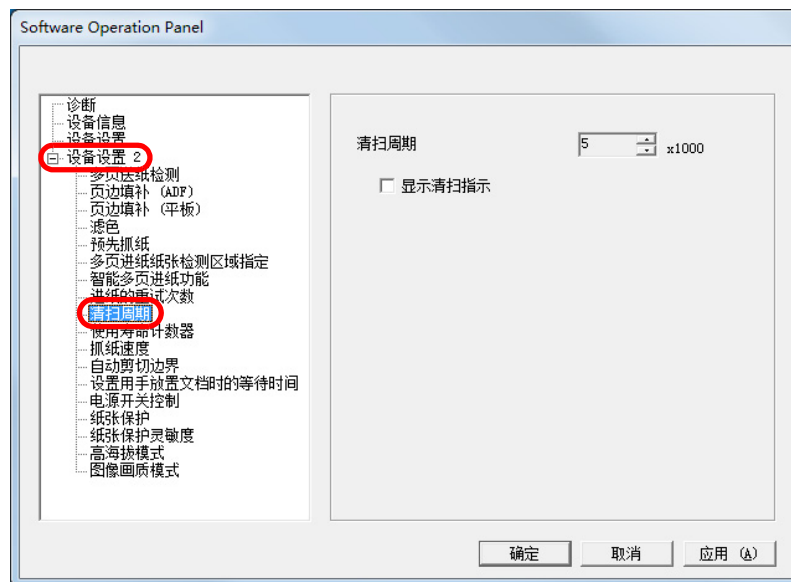 Software Operation Panel
诊断
设备信息
设备设置
设备设置 2
多页送纸检测
页边填补 (ADF)
页边填补 (平板)
滤色
预先抓纸
多页进纸纸张检测区域指定
智能多页进纸功能
进纸的重试次数
清扫周期
使用寿命计数器
抓纸速度
自动剪切边界
设置用手放置文档时的等待时间
电源开关控制
纸张保护
纸张保护灵敏度
高海拔模式
图像画质模式
清扫周期 5 x1000
显示清扫指示
确定 取消 应用 (A)